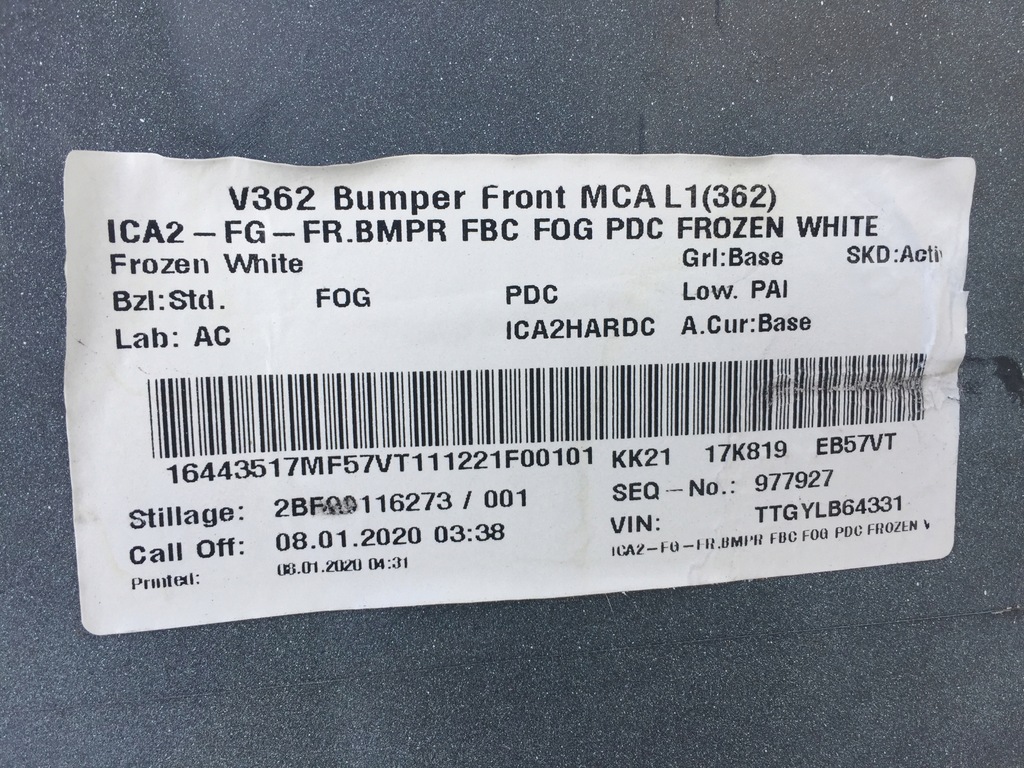 V362 Bumper Front MCA L1(362)
ICA2-FG-FR.BMPR FBC FOG PDC FROZEN WHITE
Frozen White Grl:Base SKD:Activ
Bzl:Std. FOG PDC Low. PAI
Lab: AC ICA2HARDC A.Cur:Base
16443517MF57VT111221F00101 KK21 17K819 EB57VT
Stillage: / 001 SEQ-No.: 977927
Call Off: 08.01.2020 03:38 VIN: TTGYLB64331
Printed: 08.01.2020 04:31 ICA2-FG-FR.BMPR FBC FOG PDC FROZEN